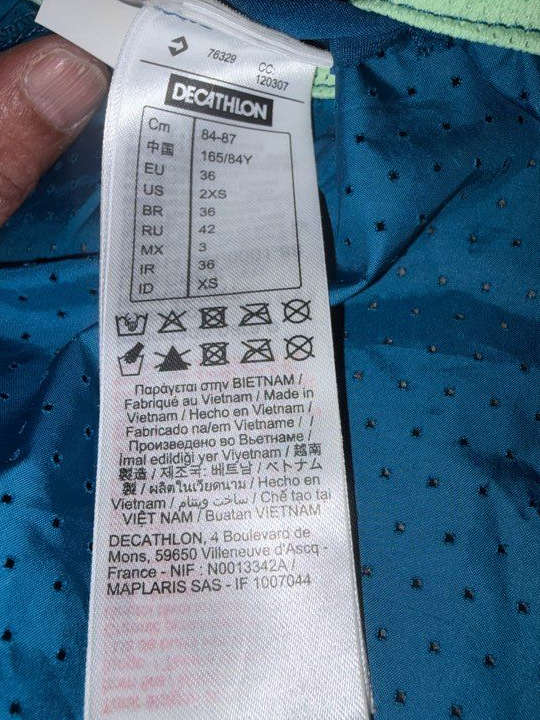 76329 CC: 120307
DECATHLON
Cm 84-87
中国 165/84Y
EU 36
US 2XS
BR 36
RU 42
MX 3
IR 36
ID XS
Παράγεται στην ΒΙΕΤΝΑΜ /
Fabriqué au Vietnam / Made in
Vietnam / Hecho en Vietnam /
Fabricado na/em Vietname /
Произведено во Вьетнаме /
İmal edildiği yer Viyetnam / 越南
製造 / 제조국: 베트남 / ベトナム
製 / ผลิตในเวียดนาม / Hecho en
Vietnam / ساخت ويتنام / Chế tạo tại
VIỆT NAM / Buatan VIETNAM
DECATHLON, 4 Boulevard de
Mons, 59650 Villeneuve d'Ascq -
France - NIF : N0013342A /
MAPLARIS SAS - IF 1007044